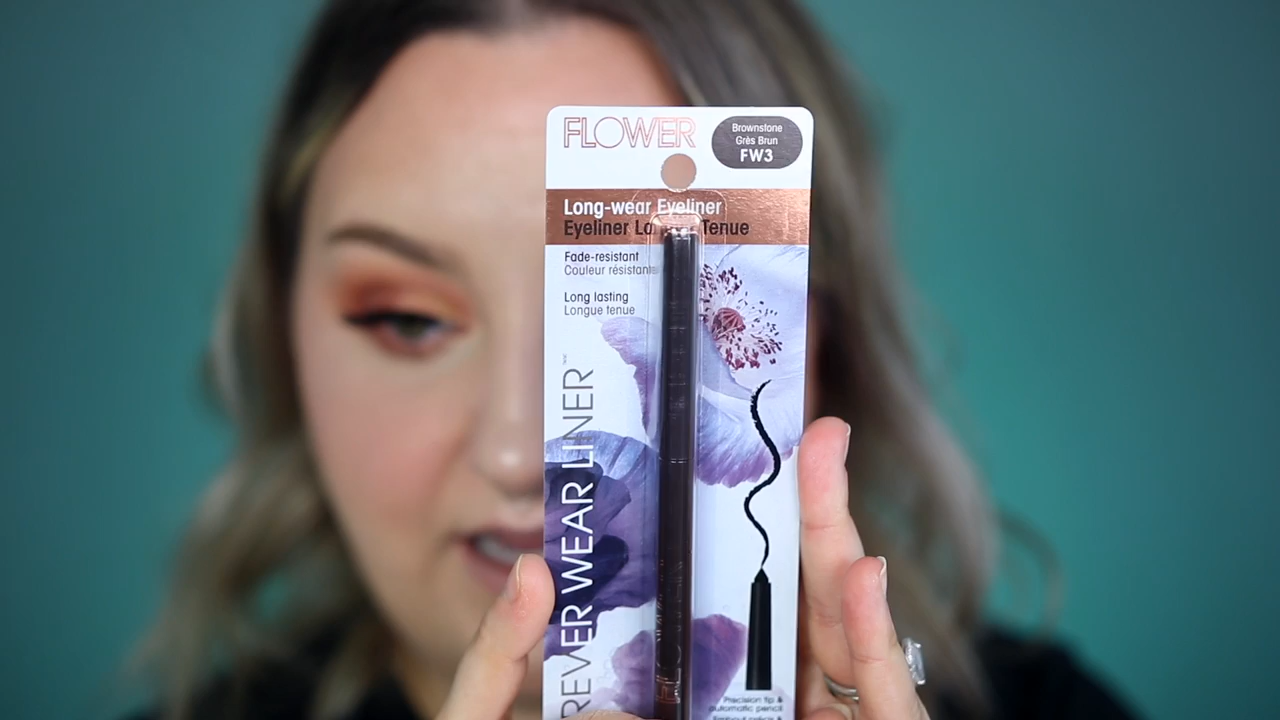 FLOWER
Brownstone
Grès Brun
FW3
Long-wear Eyeliner
Eyeliner Tenue
Fade-resistant
Couleur résistante
Long lasting
Longue tenue
REVER WEAR LINER™
Precision tip &
automatic pencil